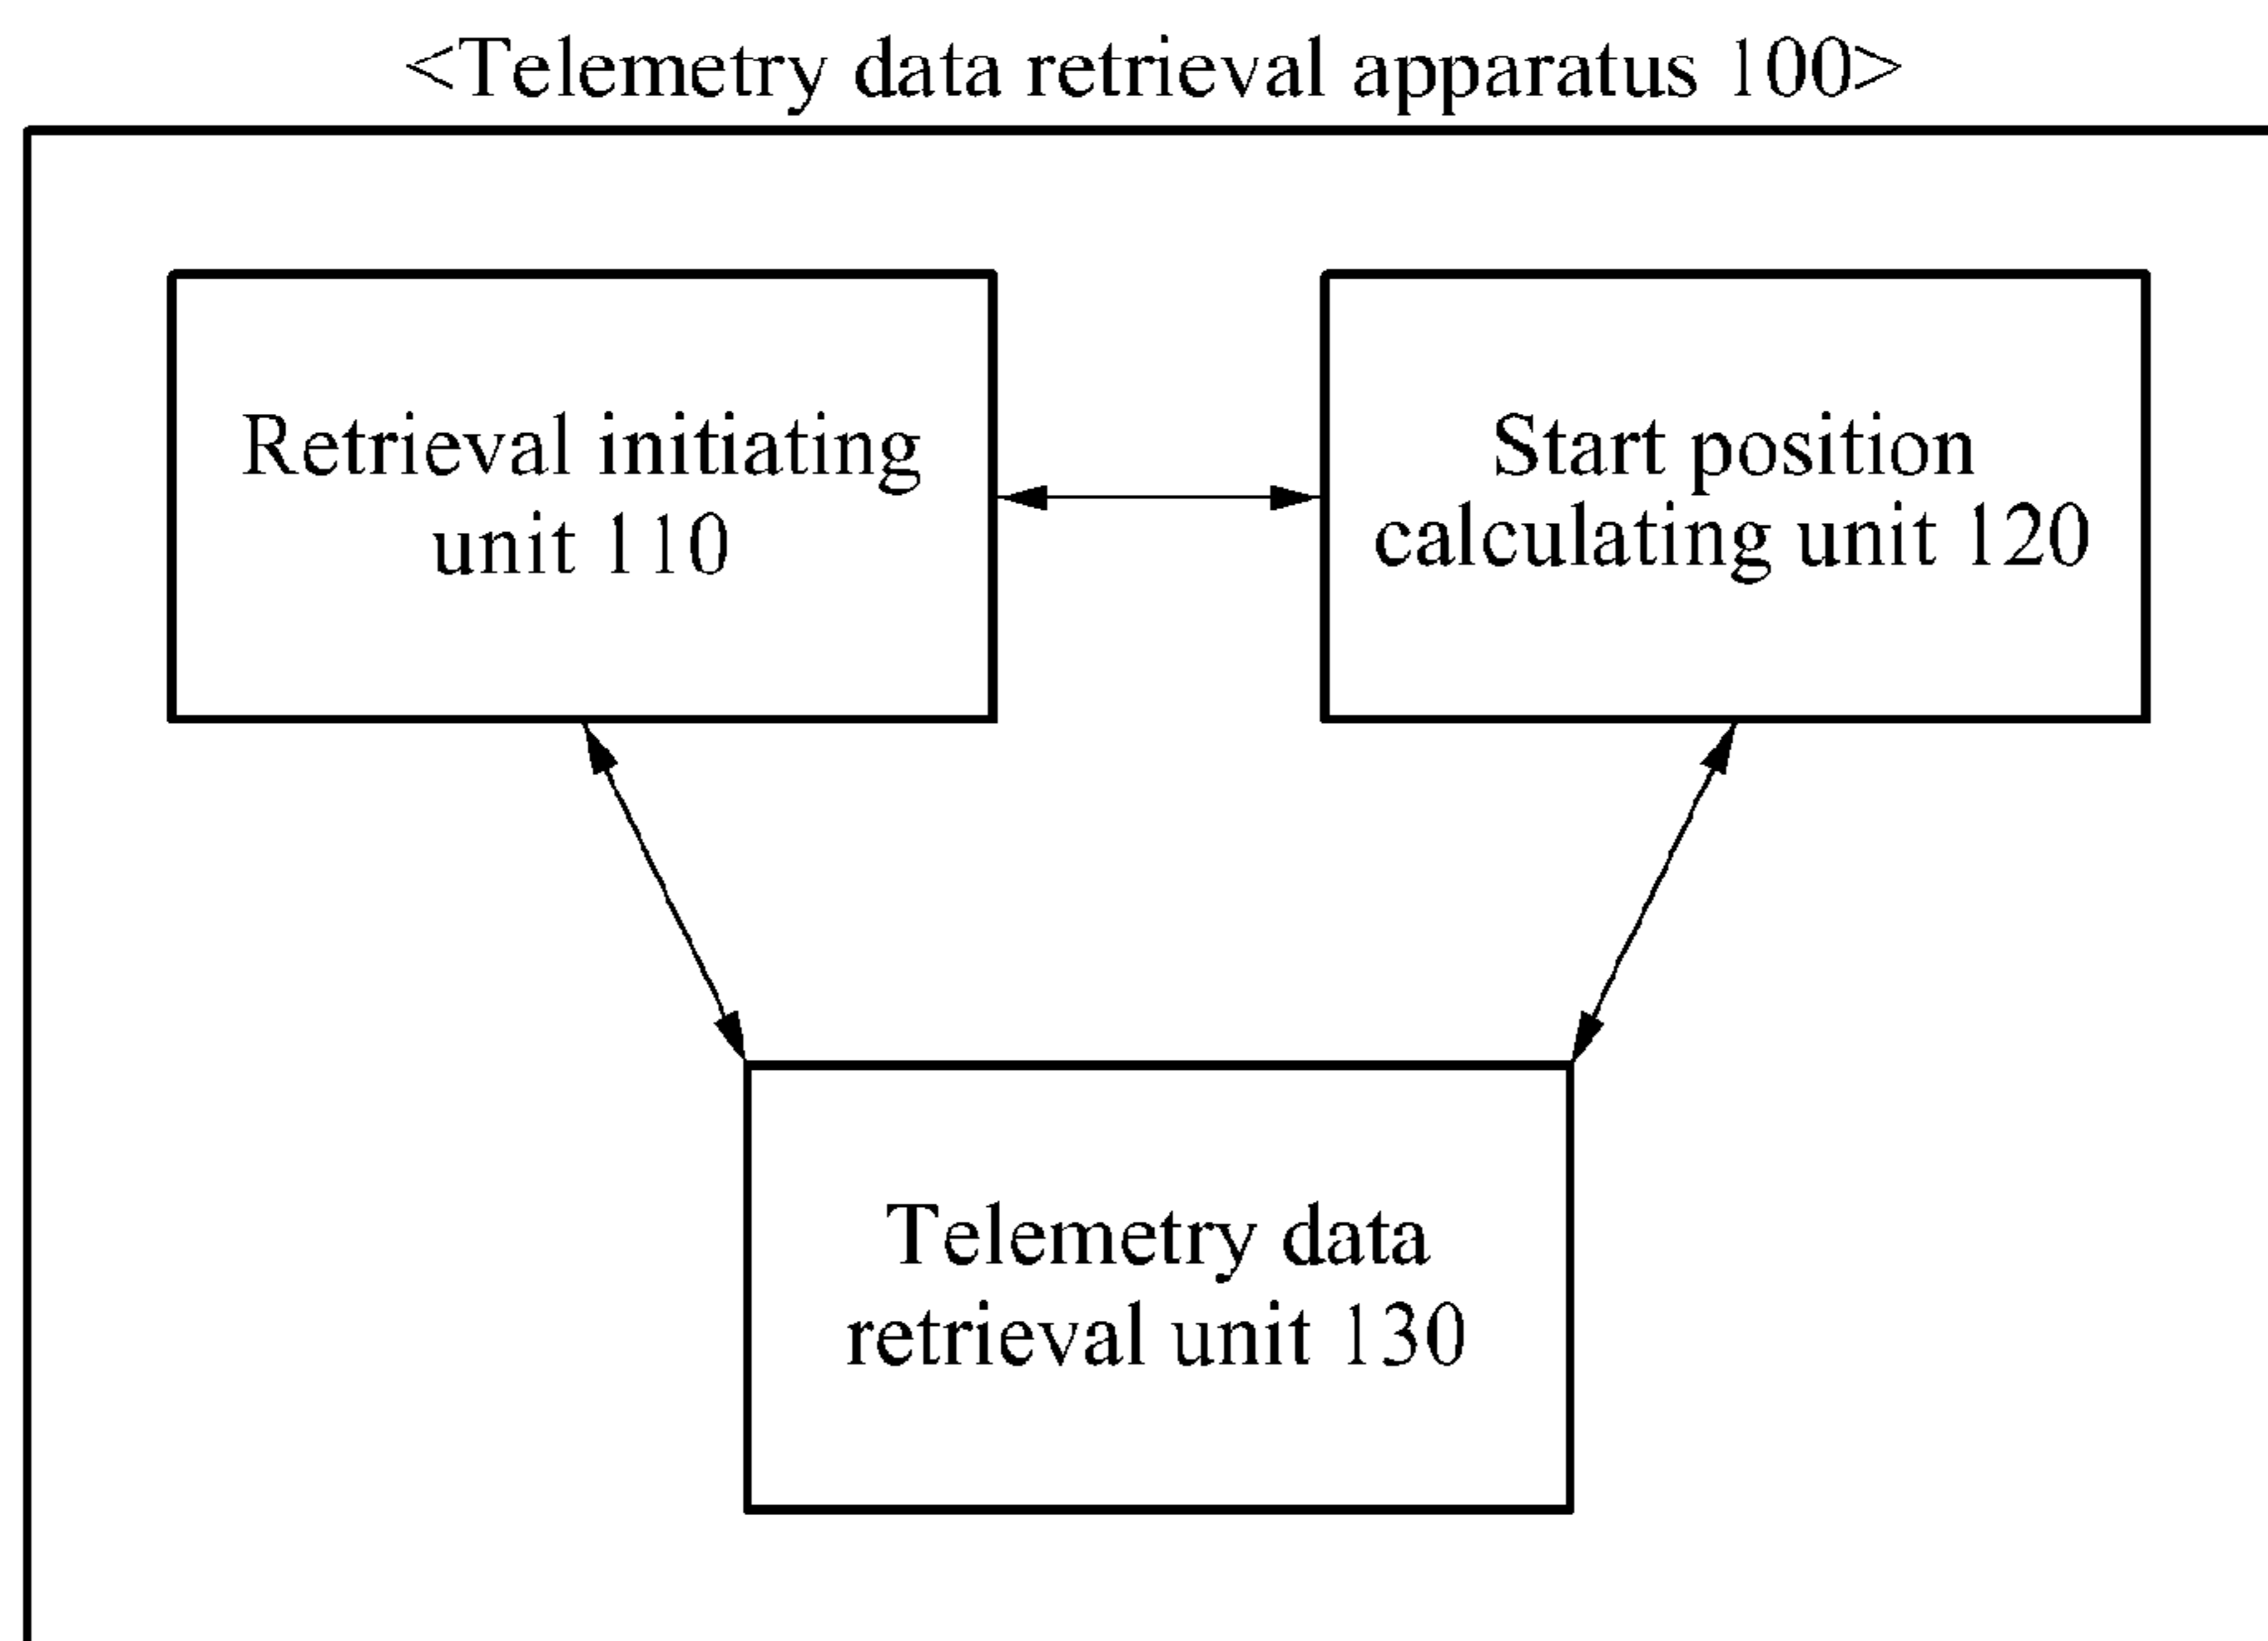 <Telemetry data retrieval apparatus 100>
Retrieval initiating
unit 110
Start position
calculating unit 120
Telemetry data
retrieval unit 130